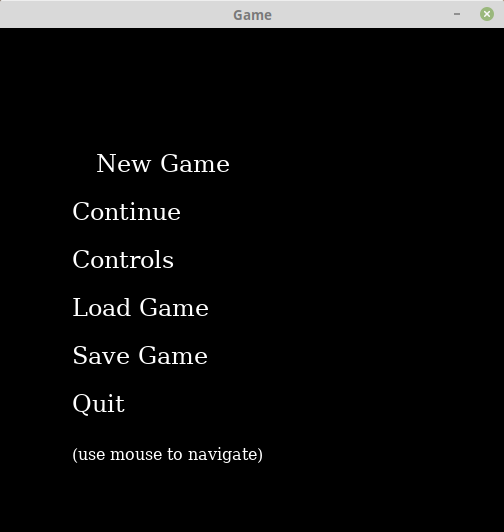 Game
New Game
Continue
Controls
Load Game
Save Game
Quit
(use mouse to navigate)